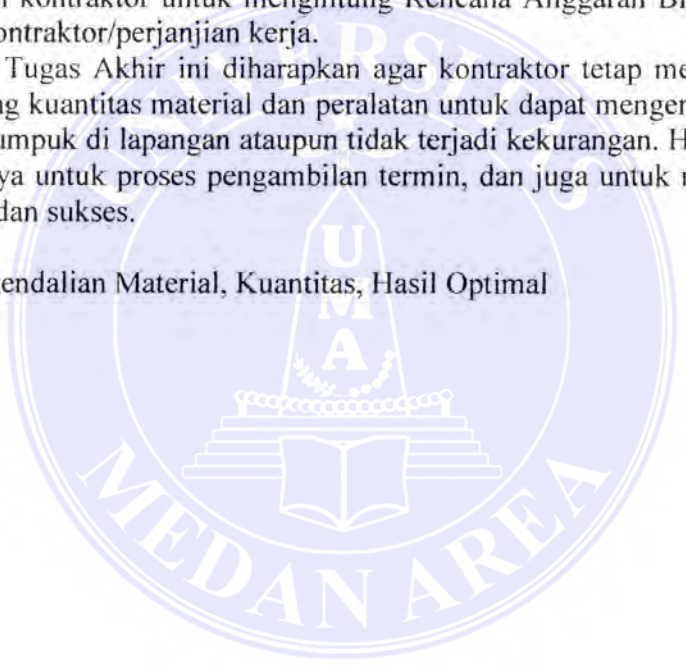 kontraktor untuk menghitung Rencana Anggaran
ontraktor/perjanjian kerja.
Tugas Akhir ini diharapkan agar kontraktor tetap me
ng kuantitas material dan peralatan untuk dapat menger
umpuk di lapangan ataupun tidak terjadi kekurangan. H
ya untuk proses pengambilan termin, dan juga untuk
dan sukses.
endalian Material, Kuantitas, Hasil Optimal
UNIVERSITAS
UMA
MEDAN AREA